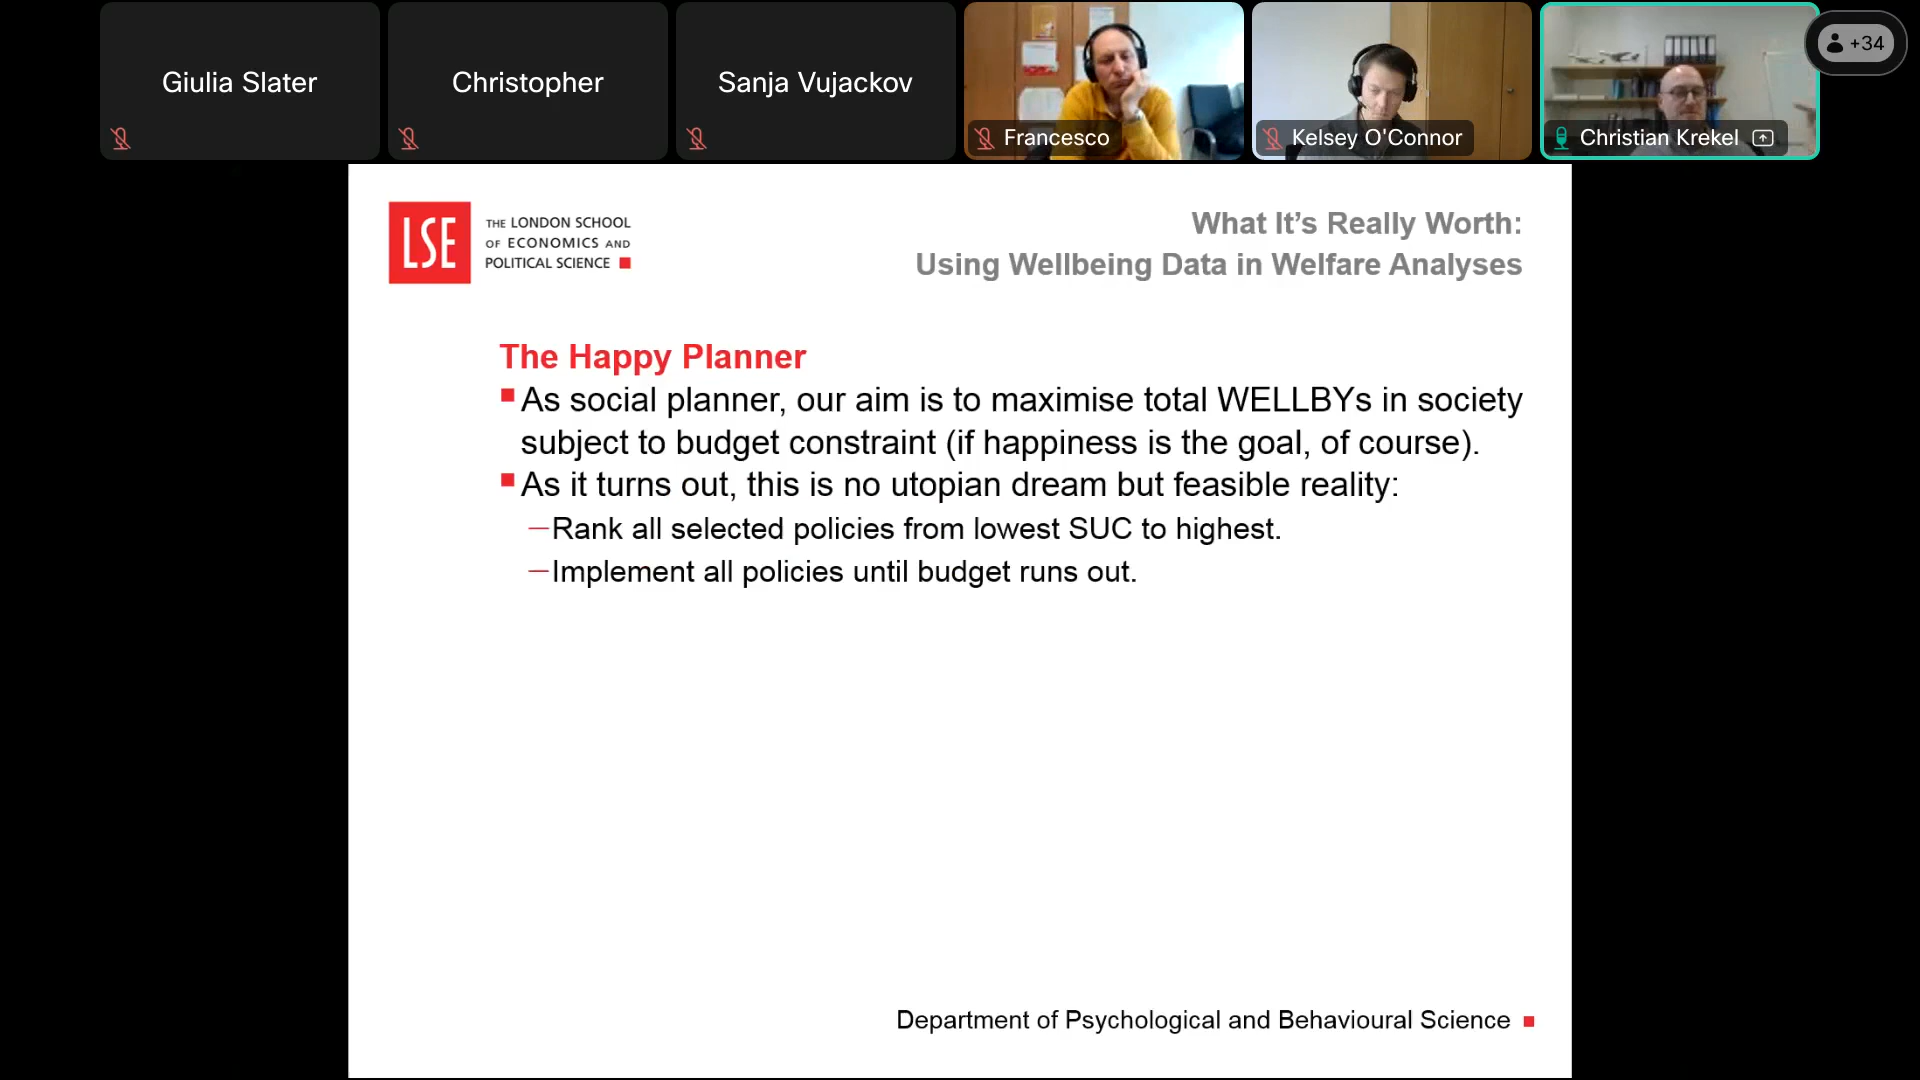 Giulia Slater
Christopher
Sanja Vujackov
Francesco
Kelsey O'Connor
Christian Krekel
+34
LSE
THE LONDON SCHOOL
OF ECONOMICS AND
POLITICAL SCIENCE
What It's Really Worth:
Using Wellbeing Data in Welfare Analyses
The Happy Planner
As social planner, our aim is to maximise total WELLBYs in society
subject to budget constraint (if happiness is the goal, of course).
As it turns out, this is no utopian dream but feasible reality:
—Rank all selected policies from lowest SUC to highest.
—Implement all policies until budget runs out.
Department of Psychological and Behavioural Science